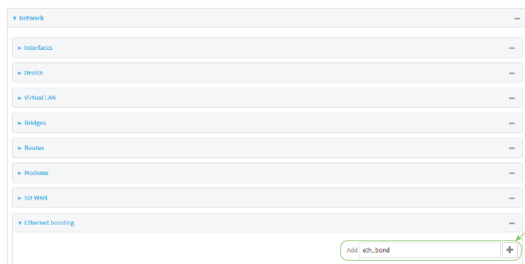 Network
Interfaces
Device
Virtual LAN
Bridges
Routes
Modems
SD-WAN
Ethernet bonding
Add eth_bond